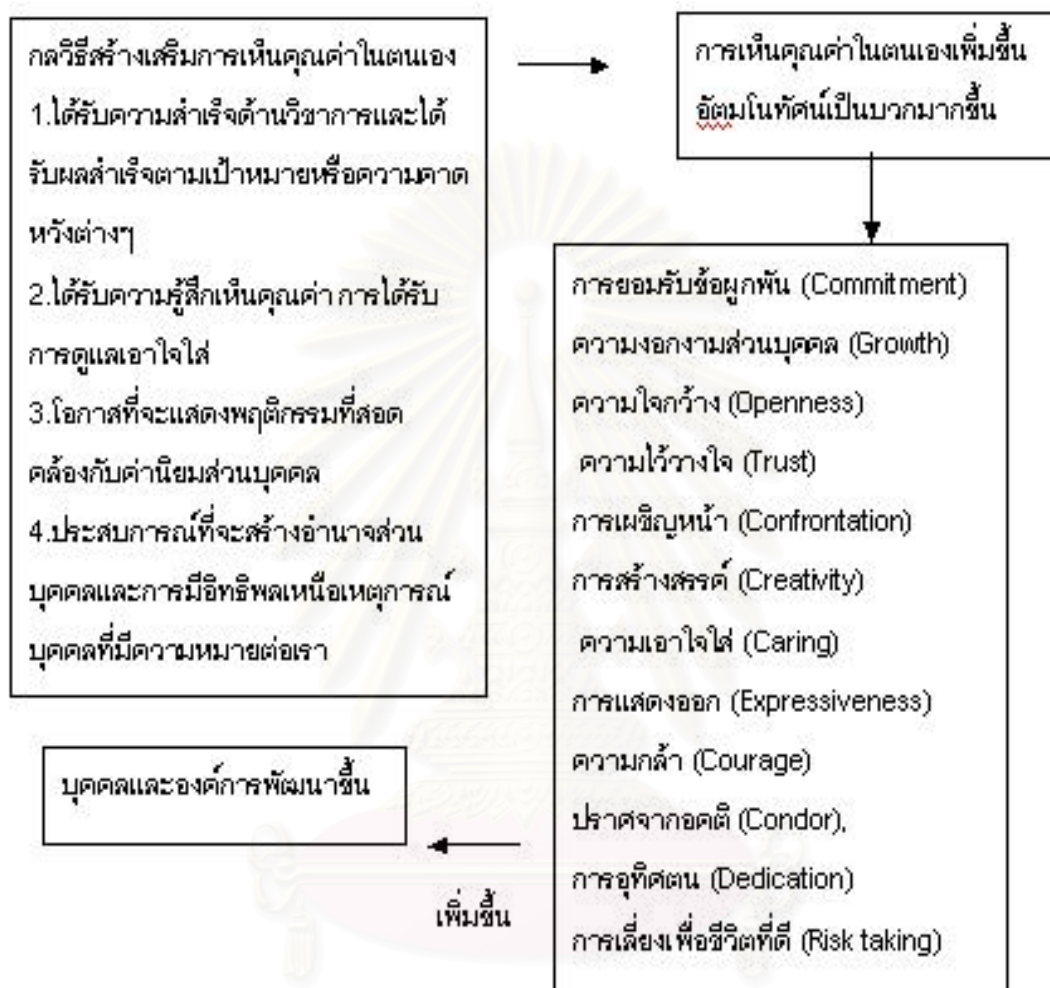 กลวิธีสร้างเสริมการเห็นคุณค่าในตนเอง
1.ได้รับความสำเร็จด้านวิชาการและได้
รับผลสำเร็จตามเป้าหมายหรือความคาด
หวังต่างๆ
2.ได้รับความรู้สึกเห็นคุณค่า การได้รับ
การดูแลเอาใจใส่
3.โอกาสที่จะแสดงพฤติกรรมที่สอด
คล้องกับค่านิยมส่วนบุคคล
4.ประสบการณ์ที่จะสร้างอำนาจส่วน
บุคคลและการมีอิทธิพลเหนือเหตุการณ์
บุคคลที่มีความหมายต่อเรา
การเห็นคุณค่าในตนเองเพิ่มขึ้น
อัตมโนทัศน์เป็นบวกมากขึ้น
การยอมรับข้อผูกพัน (Commitment)
ความงอกงามส่วนบุคคล (Growth)
ความใจกว้าง (Openness)
ความไว้วางใจ (Trust)
การเผชิญหน้า (Confrontation)
การสร้างสรรค์ (Creativity)
ความเอาใจใส่ (Caring)
การแสดงออก (Expressiveness)
ความกล้า (Courage)
ปราศจากอคติ (Condor),
การอุทิศตน (Dedication)
การเสี่ยงเพื่อชีวิตที่ดี (Risk taking)
เพิ่มขึ้น
บุคคลและองค์การพัฒนาขึ้น